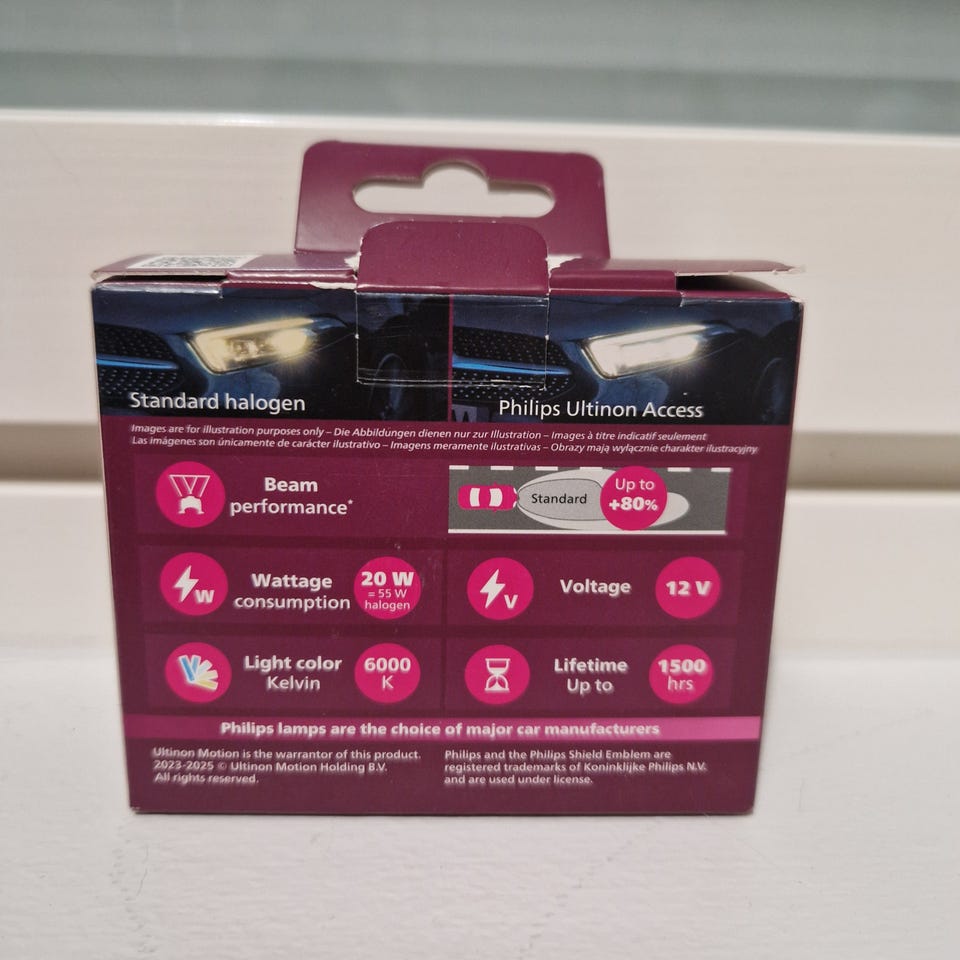 Standard halogen
Philips Ultinon Access
Images are for illustration purposes only – Die Abbildungen dienen nur zur Illustration – Images à titre indicatif seulement
Las imágenes son únicamente de carácter ilustrativo – Imagens meramente ilustrativas – Obrazy mają wyłącznie charakter ilustracyjny
Beam
performance*
Standard
Up to
+80%
Wattage
consumption
20 W
= 55 W
halogen
W
V
Voltage
12 V
Light color
Kelvin
6000
K
Lifetime
Up to
1500
hrs
Philips lamps are the choice of major car manufacturers
Ultinon Motion is the warrantor of this product.
2023-2025 © Ultinon Motion Holding B.V.
All rights reserved.
Philips and the Philips Shield Emblem are
registered trademarks of Koninklijke Philips N.V.
and are used under license.